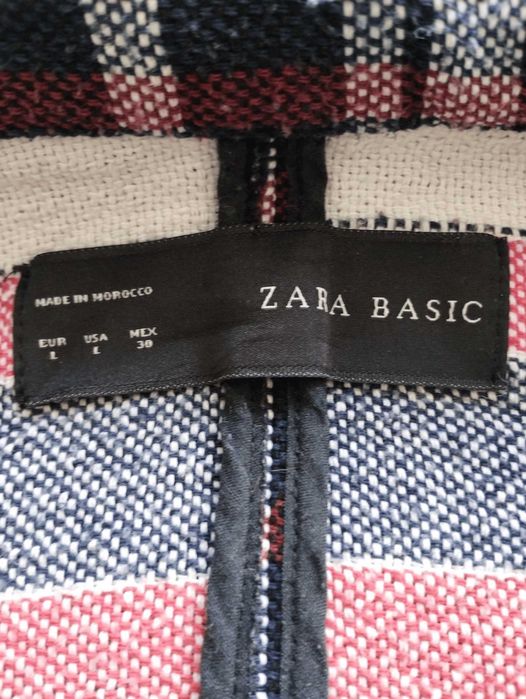 MADE IN MOROCCO
ZARA BASIC
EUR USA MEX
L L 30